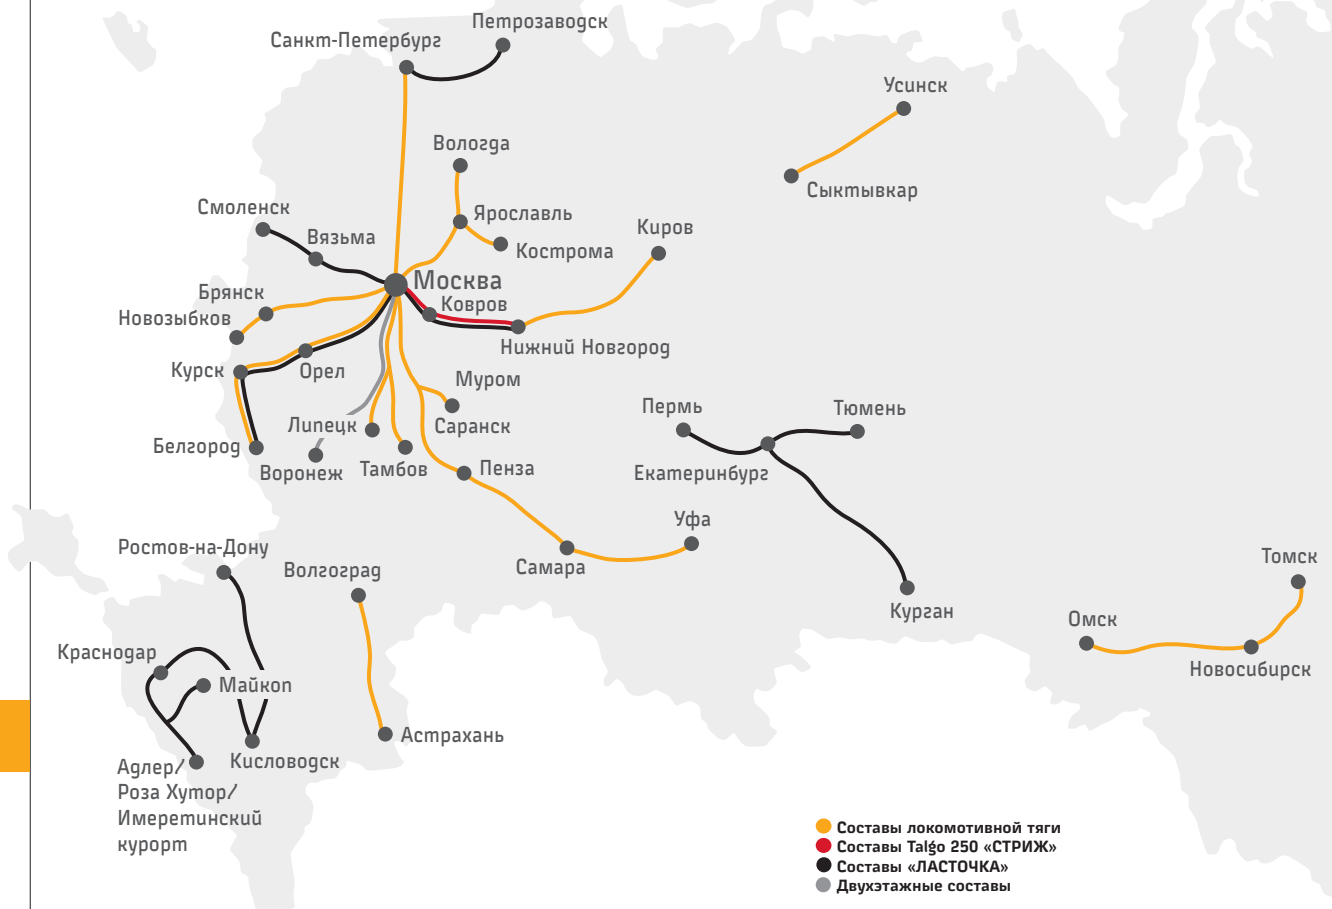 Петрозаводск
Санкт-Петербург
Усинск
Вологда
Сыктывкар
Смоленск
Ярославль
Вязьма
Киров
Кострома
Москва
Брянск
Ковров
Новозыбков
Нижний Новгород
Курск
Орел
Муром
Пермь
Тюмень
Липецк
Саранск
Белгород
Воронеж
Тамбов
Пенза
Екатеринбург
Уфа
Ростов-на-Дону
Волгоград
Самара
Томск
Курган
Омск
Краснодар
Новосибирск
Майкоп
Астрахань
Кисловодск
Адлер/
Роза Хутор/
Имеретинский
курорт
Составы локомотивной тяги
Составы Talgo 250 «СТРИЖ»
Составы «ЛАСТОЧКА»
Двухэтажные составы